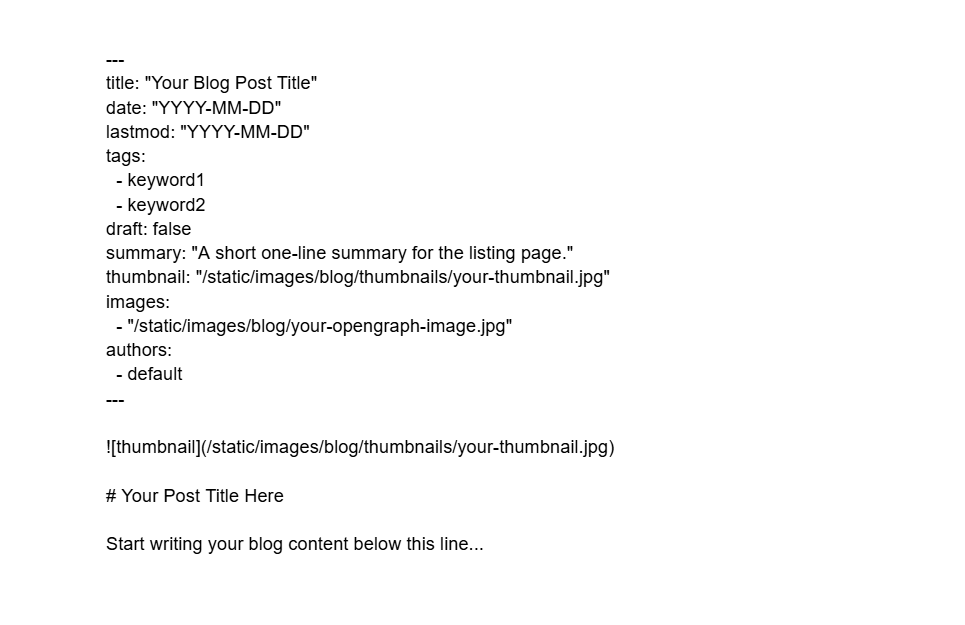 ---
title: "Your Blog Post Title"
date: "YYYY-MM-DD"
lastmod: "YYYY-MM-DD"
tags:
  - keyword1
  - keyword2
draft: false
summary: "A short one-line summary for the listing page."
thumbnail: "/static/images/blog/thumbnails/your-thumbnail.jpg"
images:
  - "/static/images/blog/your-opengraph-image.jpg"
authors:
  - default
---

![thumbnail](/static/images/blog/thumbnails/your-thumbnail.jpg)

# Your Post Title Here

Start writing your blog content below this line...